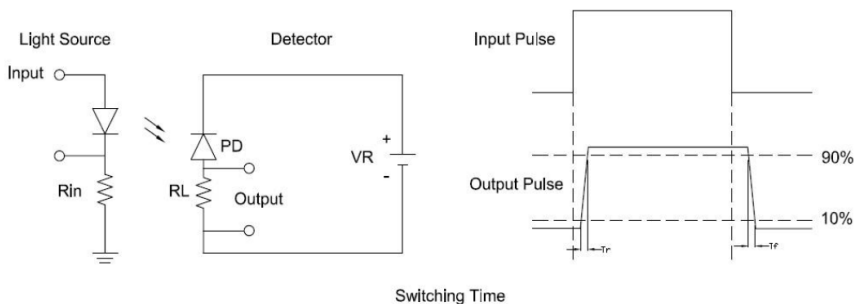 Light Source
Detector
Input Pulse
Input
PD
+
VR
-
Rin
RL
Output
Output Pulse
90%
10%
Tr
Tf
Switching Time